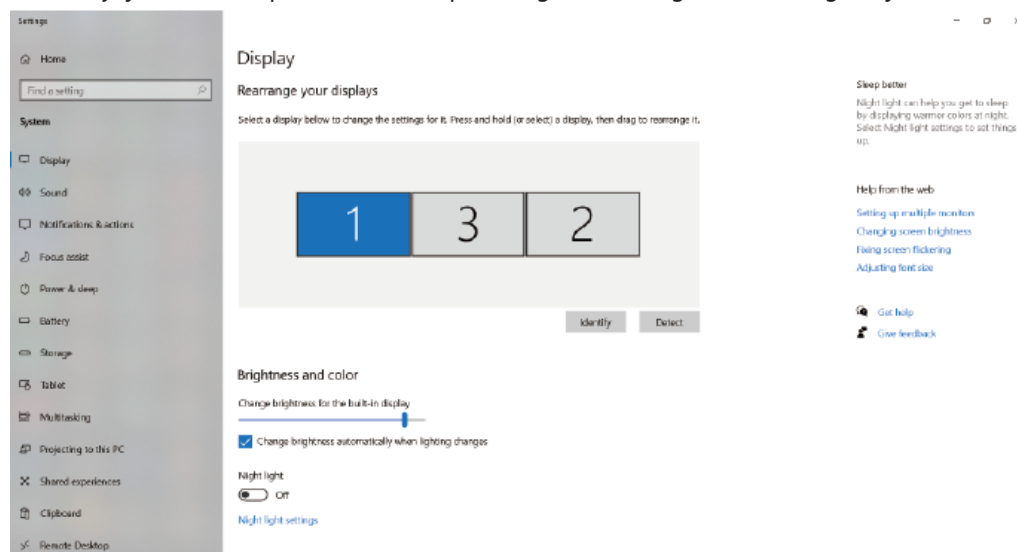 Settings
Home
Find a setting
System
Display
Sound
Notifications & actions
Focus assist
Power & sleep
Battery
Storage
Tablet
Multitasking
Projecting to this PC
Shared experiences
Clipboard
Remote Desktop
Display
Rearrange your displays
Select a display below to change the settings for it. Press and hold (or select) a display, then drag to rearrange it.
1 3 2
Identify Detect
Brightness and color
Change brightness for the built-in display
Change brightness automatically when lighting changes
Night light
Off
Night light settings
Sleep better
Night light can help you get to sleep
by displaying warmer colors at night.
Select Night light settings to set things
up.
Help from the web
Setting up multiple monitors
Changing screen brightness
Fixing screen flickering
Adjusting font size
Get help
Give feedback